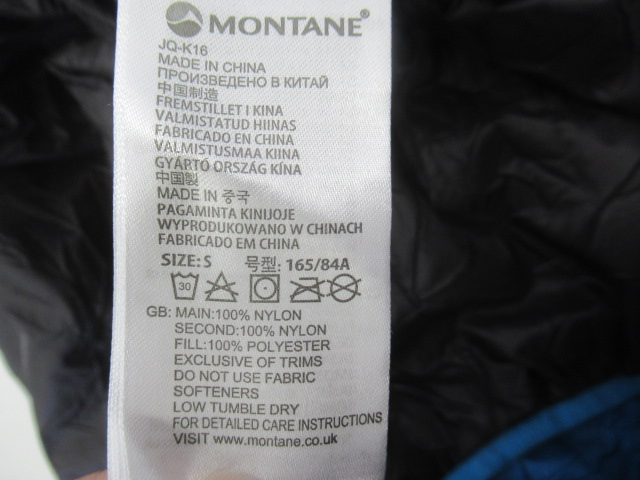 MONTANE®
JQ-K16
MADE IN CHINA
ПРОИЗВЕДЕНО В КИТАЙ
中国制造
FREMSTILLET I KINA
VALMISTATUD HIINAS
FABRICADO EN CHINA
VALMISTUSMAA KIINA
GYÁRTÓ ORSZÁG KÍNA
中国製
MADE IN 중국
PAGAMINTA KINIJOJE
WYPRODUKOWANO W CHINACH
FABRICADO EM CHINA
SIZE: S 号型: 165/84A
30
GB: MAIN:100% NYLON
SECOND:100% NYLON
FILL:100% POLYESTER
EXCLUSIVE OF TRIMS
DO NOT USE FABRIC
SOFTENERS
LOW TUMBLE DRY
FOR DETAILED CARE INSTRUCTIONS
VISIT www.montane.co.uk